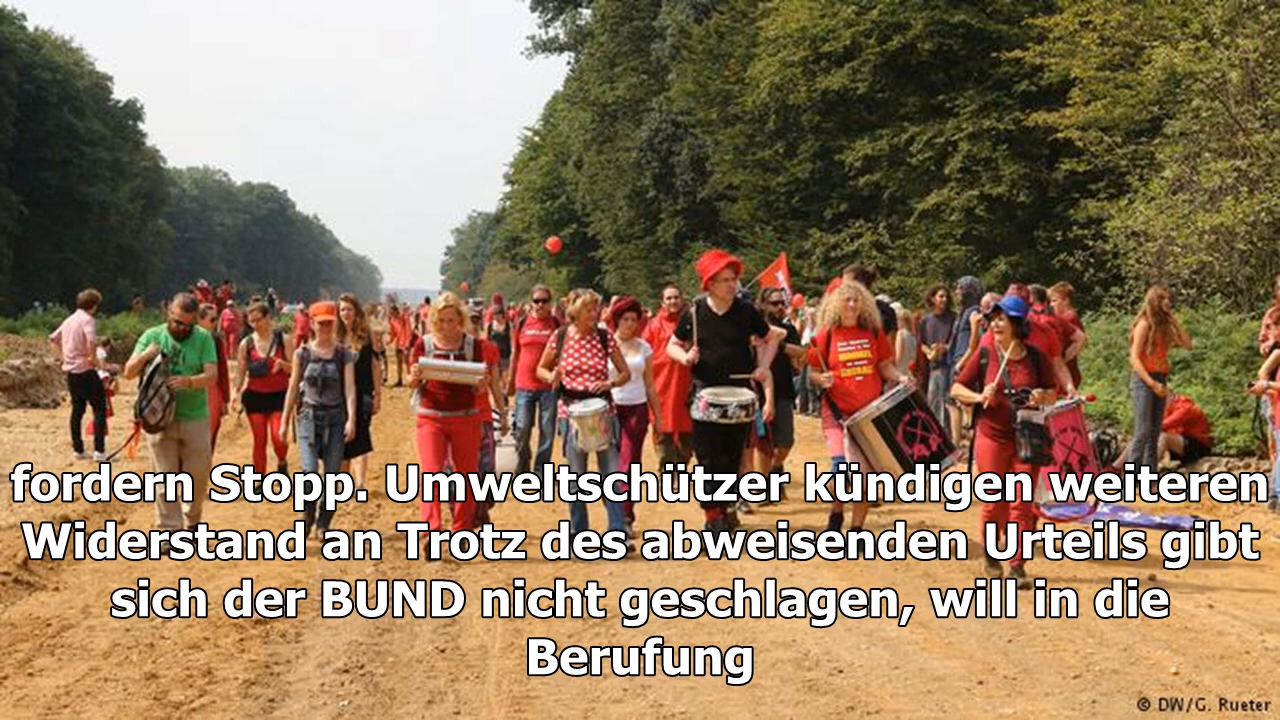 fordern Stopp. Umweltschützer kündigen weiteren
Widerstand an Trotz des abweisenden Urteils gibt
sich der BUND nicht geschlagen, will in die
Berufung
© DW/G. Rueter